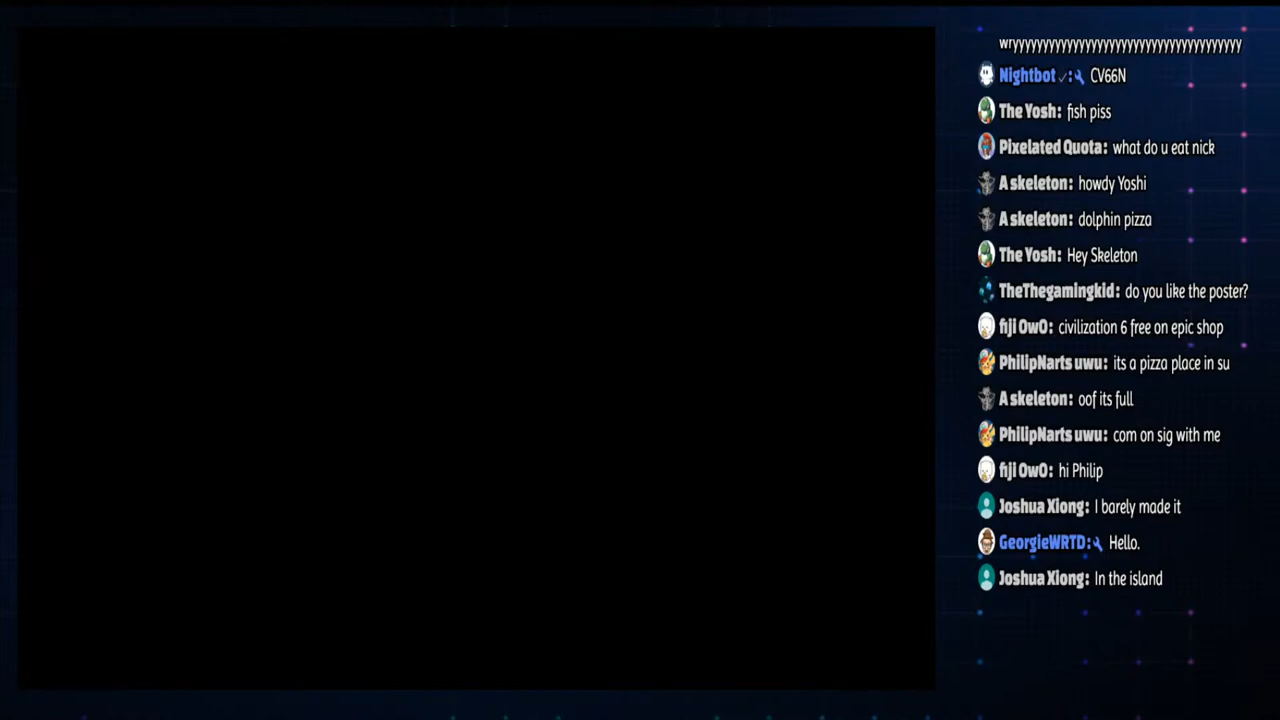 wryyyyyyyyyyyyyyyyyyyyyyyyyyyyyyyyyyyyyy
Nightbot ✓: CV66N
The Yosh: fish piss
Pixelated Quota: what do u eat nick
A skeleton: howdy Yoshi
A skeleton: dolphin pizza
The Yosh: Hey Skeleton
TheThegamingkid: do you like the poster?
fiji OwO: civilization 6 free on epic shop
PhilipNarts uwu: its a pizza place in su
A skeleton: oof its full
PhilipNarts uwu: com on sig with me
fiji OwO: hi Philip
Joshua Xiong: I barely made it
GeorgieWRTD: Hello.
Joshua Xiong: In the island